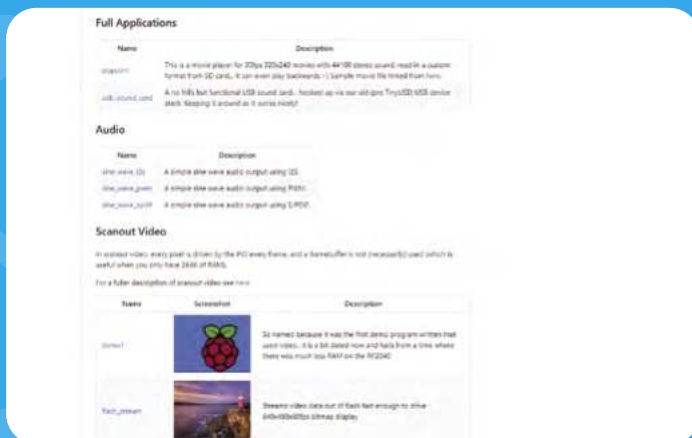 Full Applications
Name Description
popcorn This is a movie player for 30fps 320x240 movies with 44100 stereo sound, read in a custom
format from SD card... It can even play backwards :-) Sample movie file linked from here.
usb_sound_card A no frills but functional USB sound card... hooked up via our old (pre TinyUSB) USB device
stack. Keeping it around as it works nicely!
Audio
Name Description
sine_wave_i2s A simple sine wave audio output using I2S.
sine_wave_pwm A simple sine wave audio output using PWM.
sine_wave_spdif A simple sine wave audio output using S/PDIF.
Scanout Video
In scanout video, every pixel is driven by the PIO every frame, and a framebuffer is not (necessarily) used (which is
useful when you only have 264K of RAM).
For a fuller description of scanout video see here
Name Screenshot Description
demo1
So named because it was the first demo program written that
used video... it is a bit dated now and hails from a time where
there was much less RAM on the RP2040
flash_stream
Streams video data out of flash fast enough to drive
640x480x60fps bitmap display